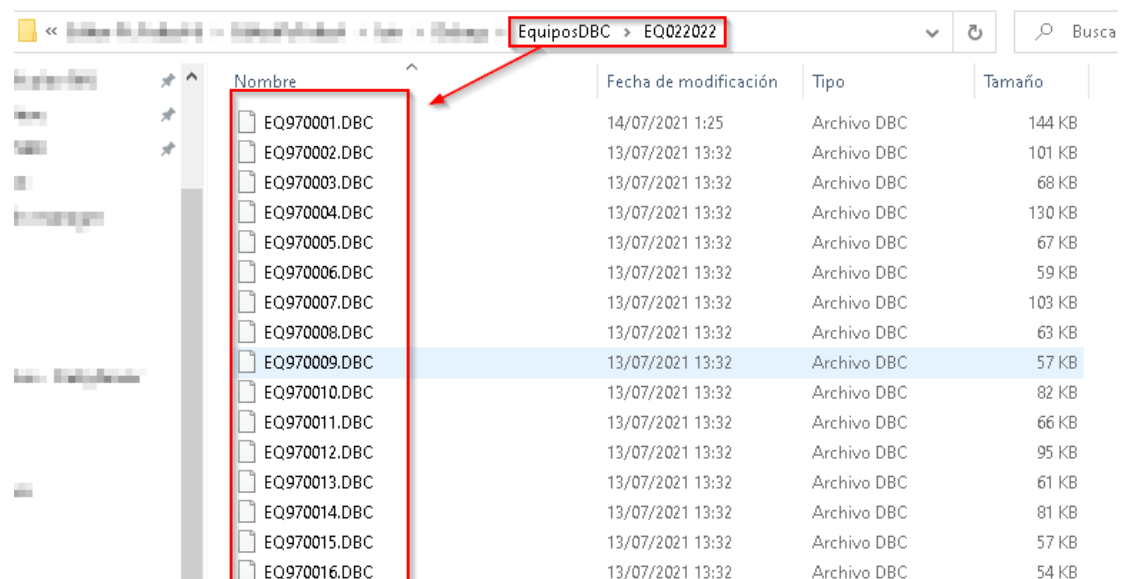 « EquiposDBC > EQ022022 Busca
Nombre Fecha de modificación Tipo Tamaño
EQ970001.DBC 14/07/2021 1:25 Archivo DBC 144 KB
EQ970002.DBC 13/07/2021 13:32 Archivo DBC 101 KB
EQ970003.DBC 13/07/2021 13:32 Archivo DBC 68 KB
EQ970004.DBC 13/07/2021 13:32 Archivo DBC 130 KB
EQ970005.DBC 13/07/2021 13:32 Archivo DBC 67 KB
EQ970006.DBC 13/07/2021 13:32 Archivo DBC 59 KB
EQ970007.DBC 13/07/2021 13:32 Archivo DBC 103 KB
EQ970008.DBC 13/07/2021 13:32 Archivo DBC 63 KB
EQ970009.DBC 13/07/2021 13:32 Archivo DBC 57 KB
EQ970010.DBC 13/07/2021 13:32 Archivo DBC 82 KB
EQ970011.DBC 13/07/2021 13:32 Archivo DBC 66 KB
EQ970012.DBC 13/07/2021 13:32 Archivo DBC 95 KB
EQ970013.DBC 13/07/2021 13:32 Archivo DBC 61 KB
EQ970014.DBC 13/07/2021 13:32 Archivo DBC 81 KB
EQ970015.DBC 13/07/2021 13:32 Archivo DBC 57 KB
EQ970016.DBC 13/07/2021 13:32 Archivo DBC 54 KB